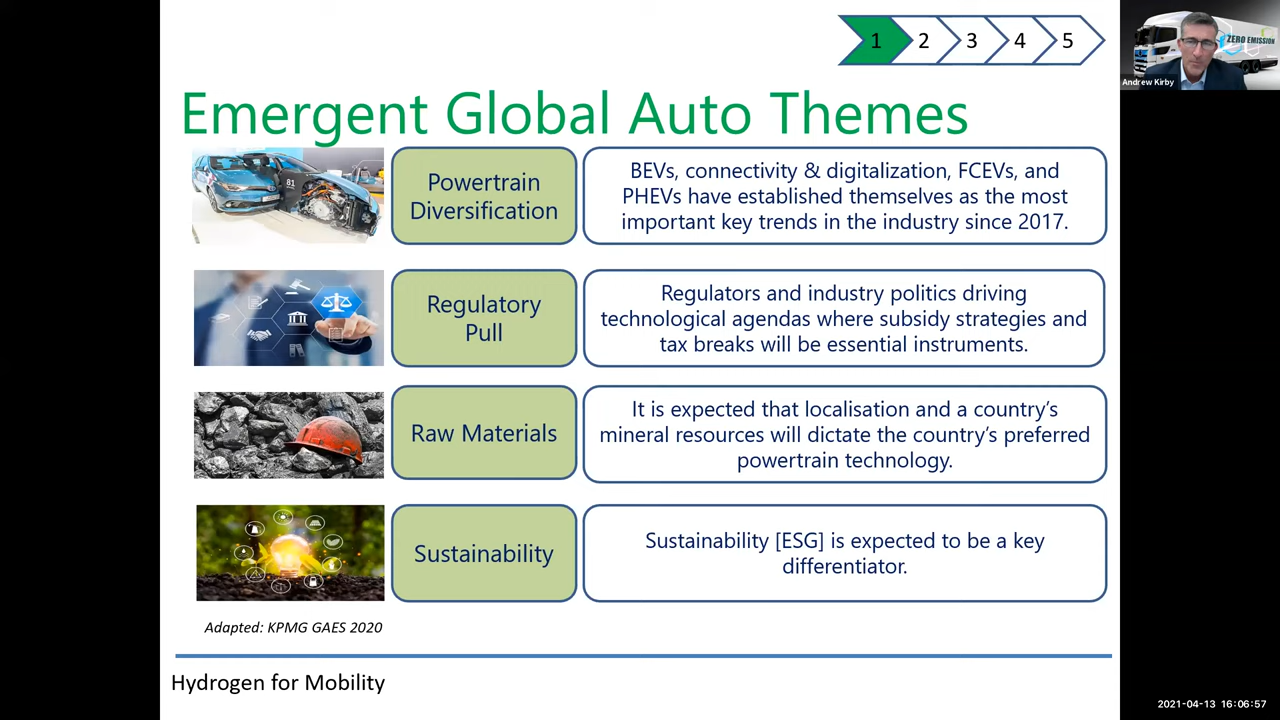 1 2 3 4 5
ZERO EMISSION
Andrew Kirby
Emergent Global Auto Themes
81
Powertrain
Diversification
BEVs, connectivity & digitalization, FCEVs, and
PHEVs have established themselves as the most
important key trends in the industry since 2017.
Regulatory
Pull
Regulators and industry politics driving
technological agendas where subsidy strategies and
tax breaks will be essential instruments.
Raw Materials
It is expected that localisation and a country's
mineral resources will dictate the country's preferred
powertrain technology.
Sustainability
Sustainability [ESG] is expected to be a key
differentiator.
Adapted: KPMG GAES 2020
Hydrogen for Mobility
2021-04-13 16:06:57